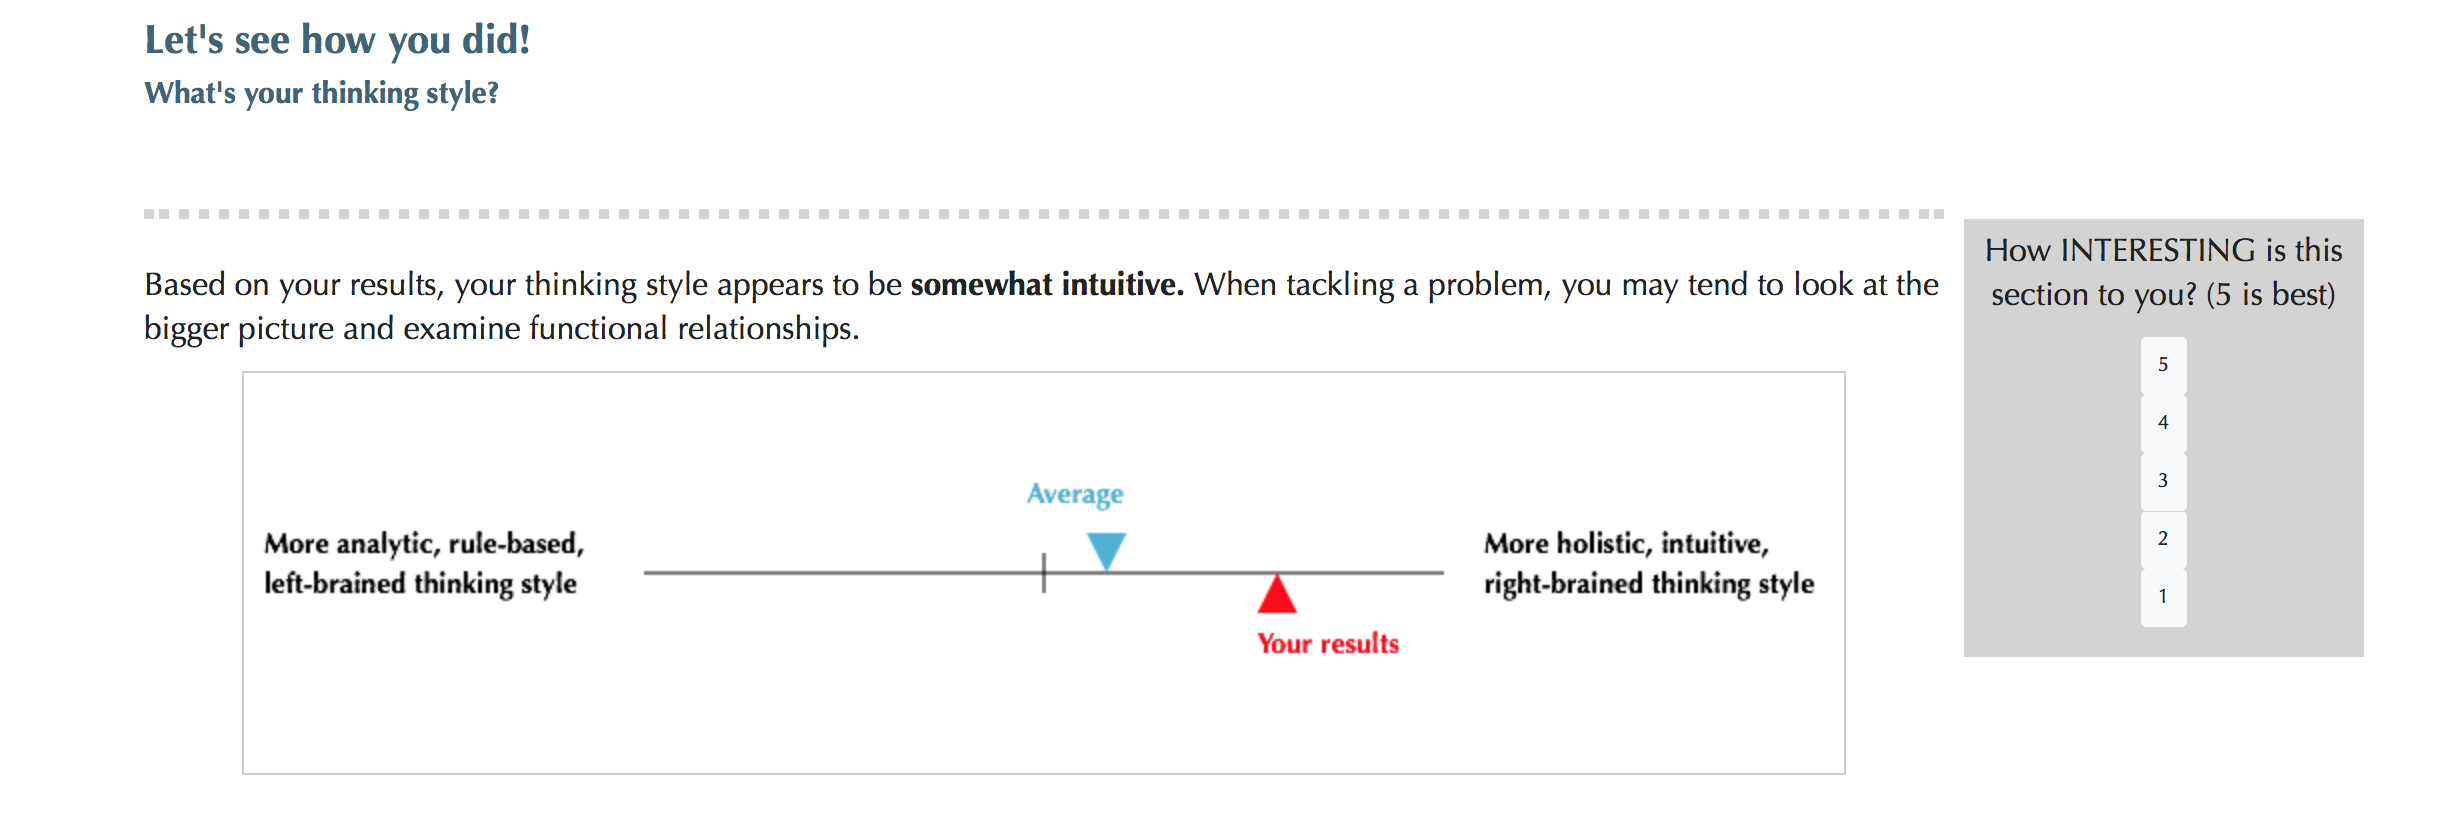 Let's see how you did!
What's your thinking style?
Based on your results, your thinking style appears to be somewhat intuitive. When tackling a problem, you may tend to look at the
bigger picture and examine functional relationships.
Average
More analytic, rule-based,
left-brained thinking style
More holistic, intuitive,
right-brained thinking style
Your results
How INTERESTING is this
section to you? (5 is best)
5
4
3
2
1